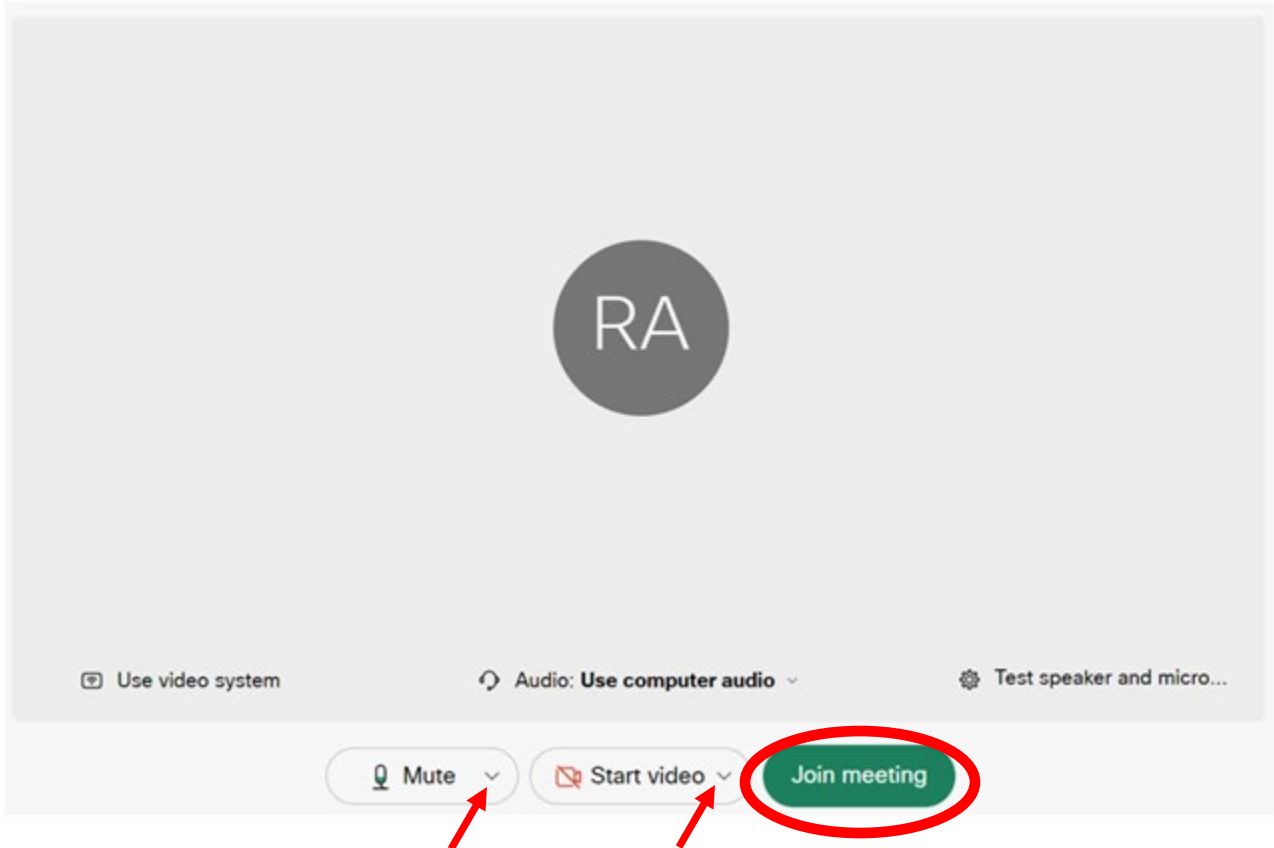 RA
Use video system
Audio: Use computer audio
Test speaker and micro...
Mute
Start video
Join meeting